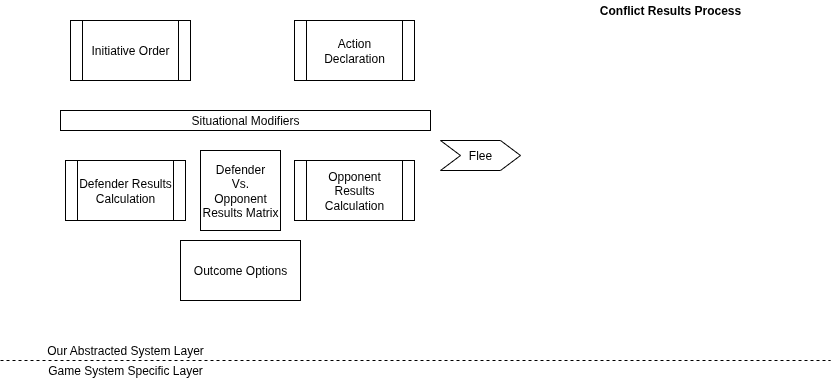 Conflict Results Process
Initiative Order
Action
Declaration
Situational Modifiers
Flee
Defender Results
Calculation
Defender
Vs.
Opponent
Results Matrix
Opponent
Results
Calculation
Outcome Options
Our Abstracted System Layer
Game System Specific Layer